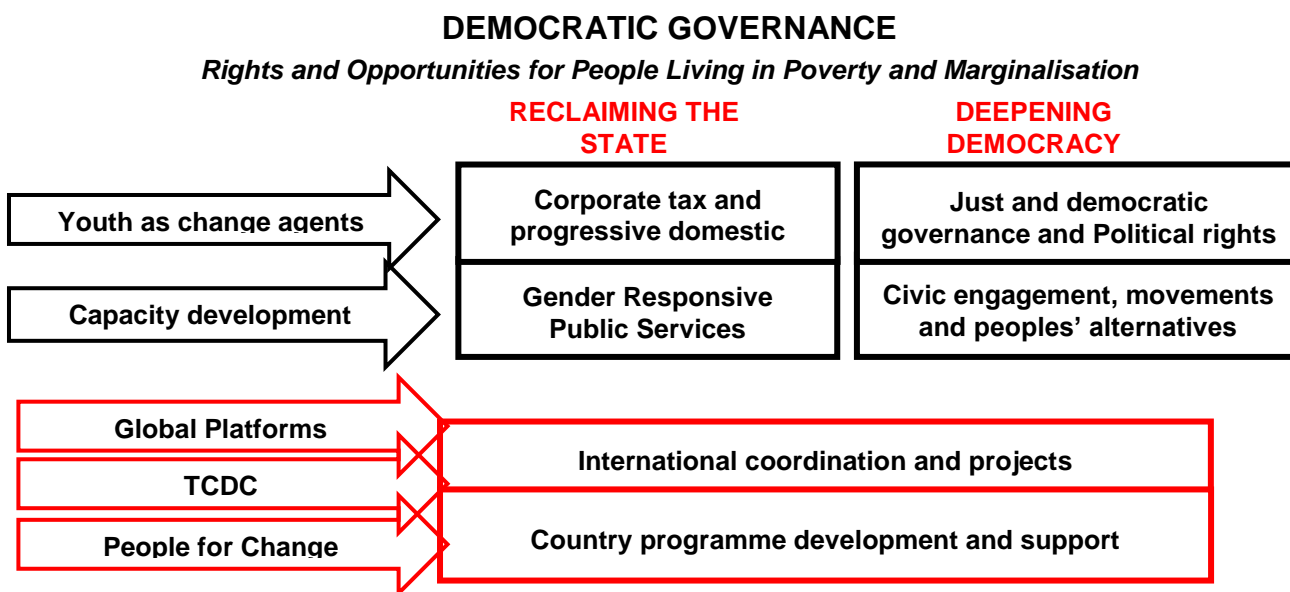 DEMOCRATIC GOVERNANCE
Rights and Opportunities for People Living in Poverty and Marginalisation
RECLAIMING THE
STATE
DEEPENING
DEMOCRACY
Youth as change agents
Corporate tax and
progressive domestic
Just and democratic
governance and Political rights
Capacity development
Gender Responsive
Public Services
Civic engagement, movements
and peoples’ alternatives
Global Platforms
TCDC
People for Change
International coordination and projects
Country programme development and support